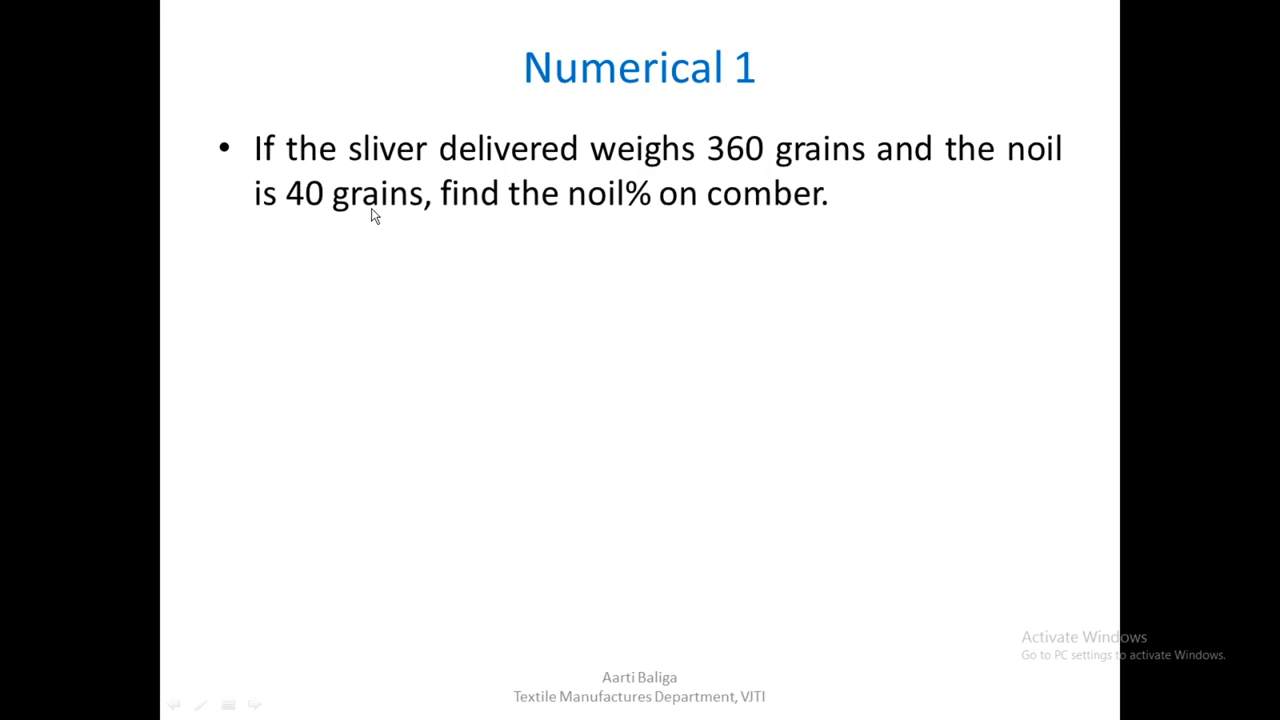 Numerical 1
• If the sliver delivered weighs 360 grains and the noil
is 40 grains, find the noil% on comber.
Activate Windows
Go to PC settings to activate Windows.
Aarti Baliga
Textile Manufactures Department, VJTI